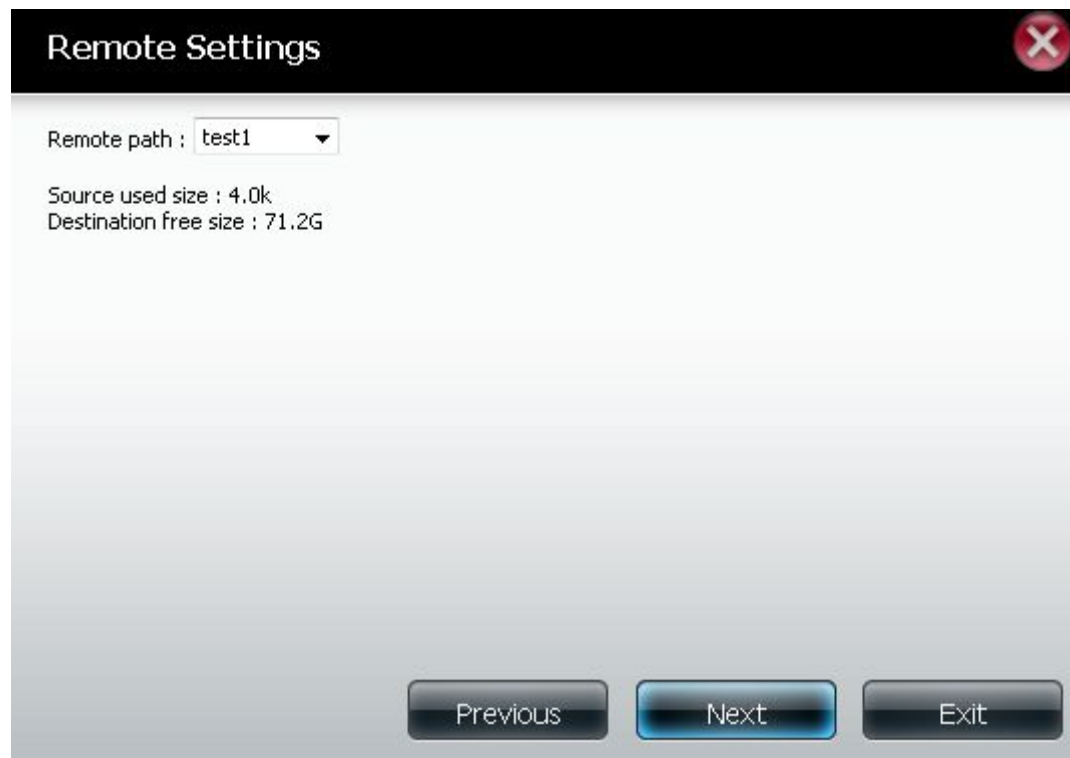 Remote Settings
Remote path : test1
Source used size : 4.0k
Destination free size : 71.2G
Previous Next Exit